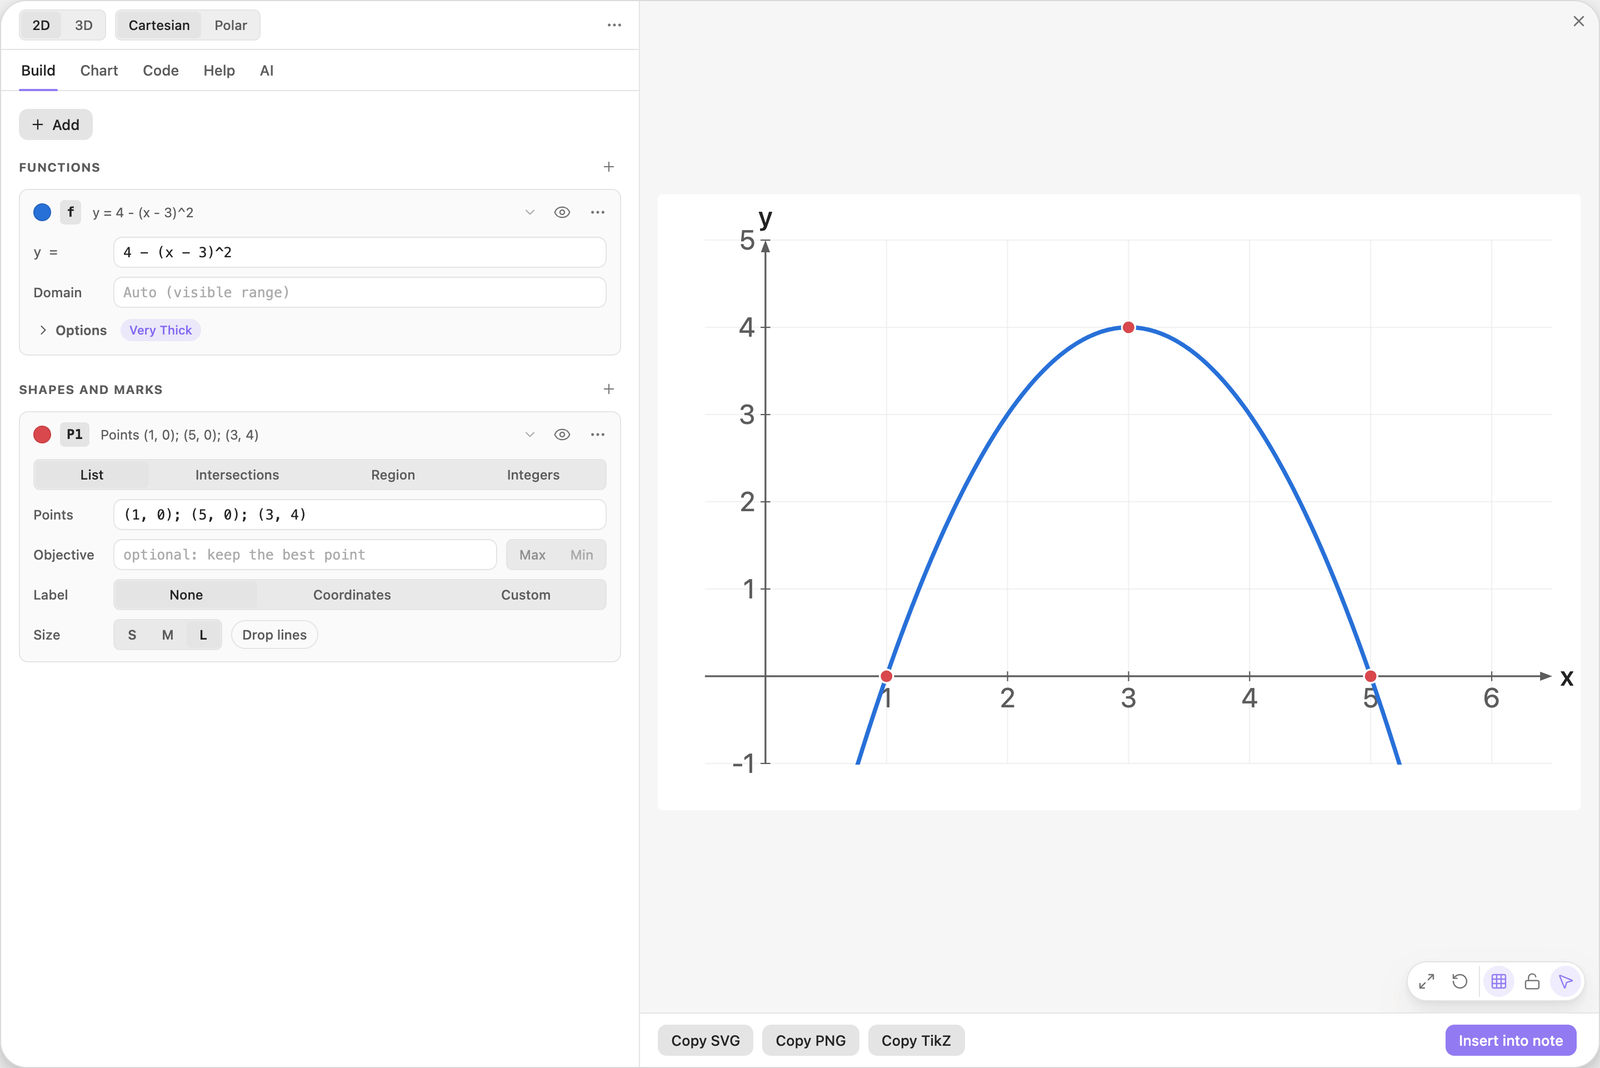 2D 3D Cartesian Polar
Build Chart Code Help AI
+ Add
FUNCTIONS
f y = 4 - (x - 3)^2
y = 4 − (x − 3)^2
Domain Auto (visible range)
Options Very Thick
SHAPES AND MARKS
P1 Points (1, 0); (5, 0); (3, 4)
List Intersections Region Integers
Points (1, 0); (5, 0); (3, 4)
Objective optional: keep the best point Max Min
Label None Coordinates Custom
Size S M L Drop lines
y
5
4
3
2
1
x
1 2 3 4 5 6
-1
Copy SVG Copy PNG Copy TikZ Insert into note